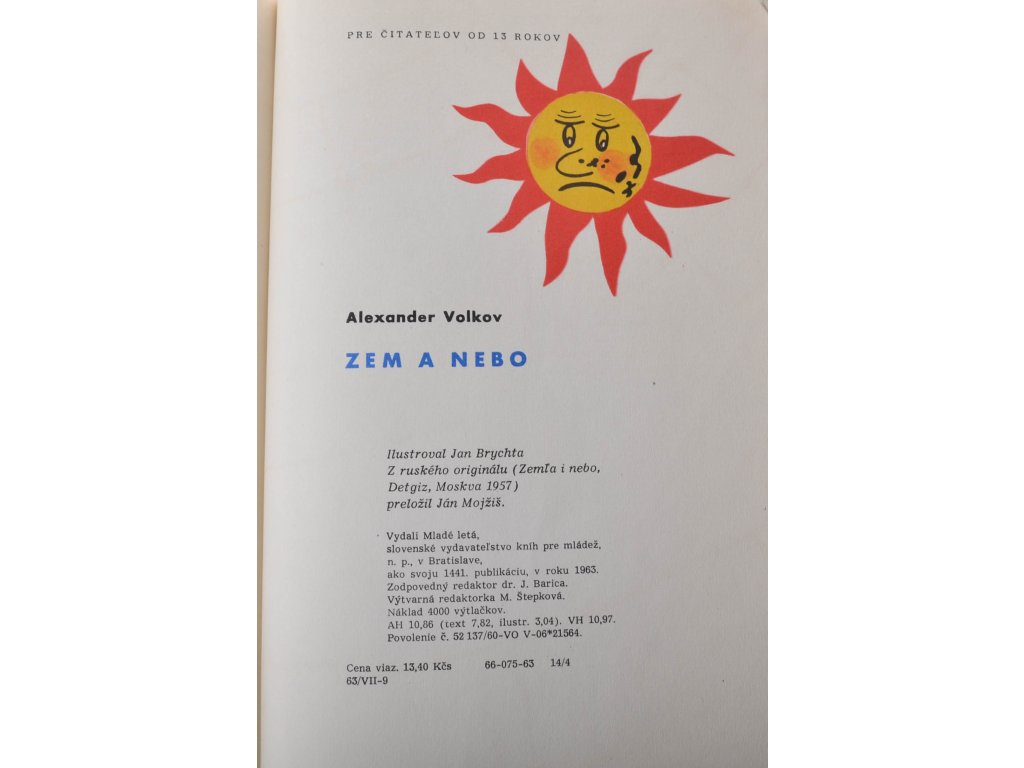 PRE ČITATEĽOV OD 13 ROKOV
Alexander Volkov
ZEM A NEBO
Ilustroval Jan Brychta
Z ruského originálu (Zemľa i nebo,
Detgiz, Moskva 1957)
preložil Ján Mojžiš.
Vydali Mladé letá,
slovenské vydavateľstvo kníh pre mládež,
n. p., v Bratislave,
ako svoju 1441. publikáciu, v roku 1963.
Zodpovedný redaktor dr. J. Barica.
Výtvarná redaktorka M. Štepková.
Náklad 4000 výtlačkov.
AH 10,86 (text 7,82, ilustr. 3,04). VH 10,97.
Povolenie č. 52 137/60-VO V-06*21564.
Cena viaz. 13,40 Kčs 66-075-63 14/4
63/VII-9